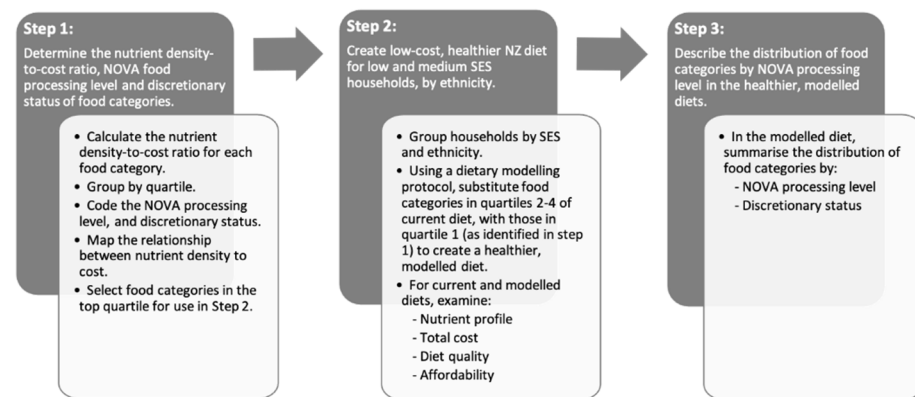 Step 1:
Determine the nutrient density-
to-cost ratio, NOVA food
processing level and discretionary
status of food categories.
• Calculate the nutrient
density-to-cost ratio for each
food category.
• Group by quartile.
• Code the NOVA processing
level, and discretionary status.
• Map the relationship
between nutrient density to
cost.
• Select food categories in the
top quartile for use in Step 2.
Step 2:
Create low-cost, healthier NZ diet
for low and medium SES
households, by ethnicity.
• Group households by SES
and ethnicity.
• Using a dietary modelling
protocol, substitute food
categories in quartiles 2-4 of
current diet, with those in
quartile 1 (as identified in step
1) to create a healthier,
modelled diet.
• For current and modelled
diets, examine:
- Nutrient profile
- Total cost
- Diet quality
- Affordability
Step 3:
Describe the distribution of food
categories by NOVA processing
level in the healthier, modelled
diets.
• In the modelled diet,
summarise the distribution of
food categories by:
- NOVA processing level
- Discretionary status